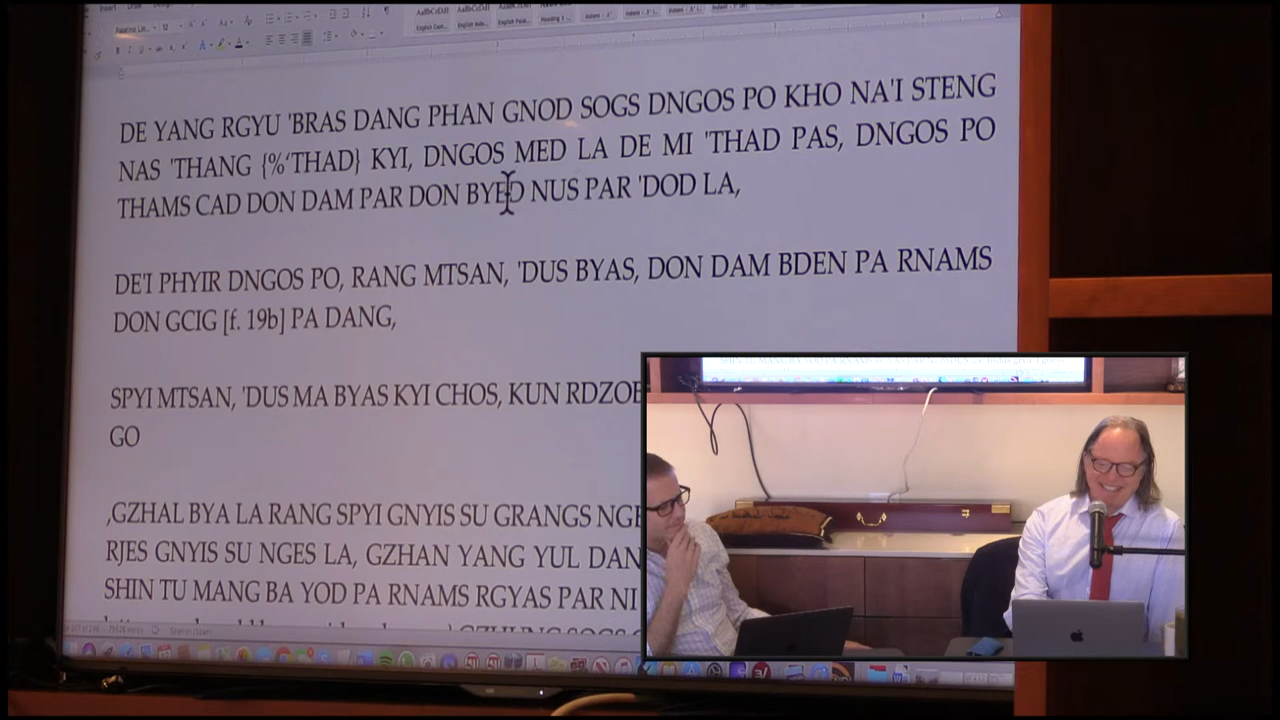 DE YANG RGYU 'BRAS DANG PHAN GNOD SOGS DNGOS PO KHO NA'I STENG
NAS 'THANG {%'THAD} KYI, DNGOS MED LA DE MI 'THAD PAS, DNGOS PO
THAMS CAD DON DAM PAR DON BYED NUS PAR 'DOD LA,
DE'I PHYIR DNGOS PO, RANG MTSAN, 'DUS BYAS, DON DAM BDEN PA RNAMS
DON GCIG [f. 19b] PA DANG,
SPYI MTSAN, 'DUS MA BYAS KYI CHOS, KUN RDZOB
GO
,GZHAL BYA LA RANG SPYI GNYIS SU GRANGS
RJES GNYIS SU NGES LA, GZHAN YANG YUL
SHIN TU MANG BA YOD PA RNAMS RGYAS PAR